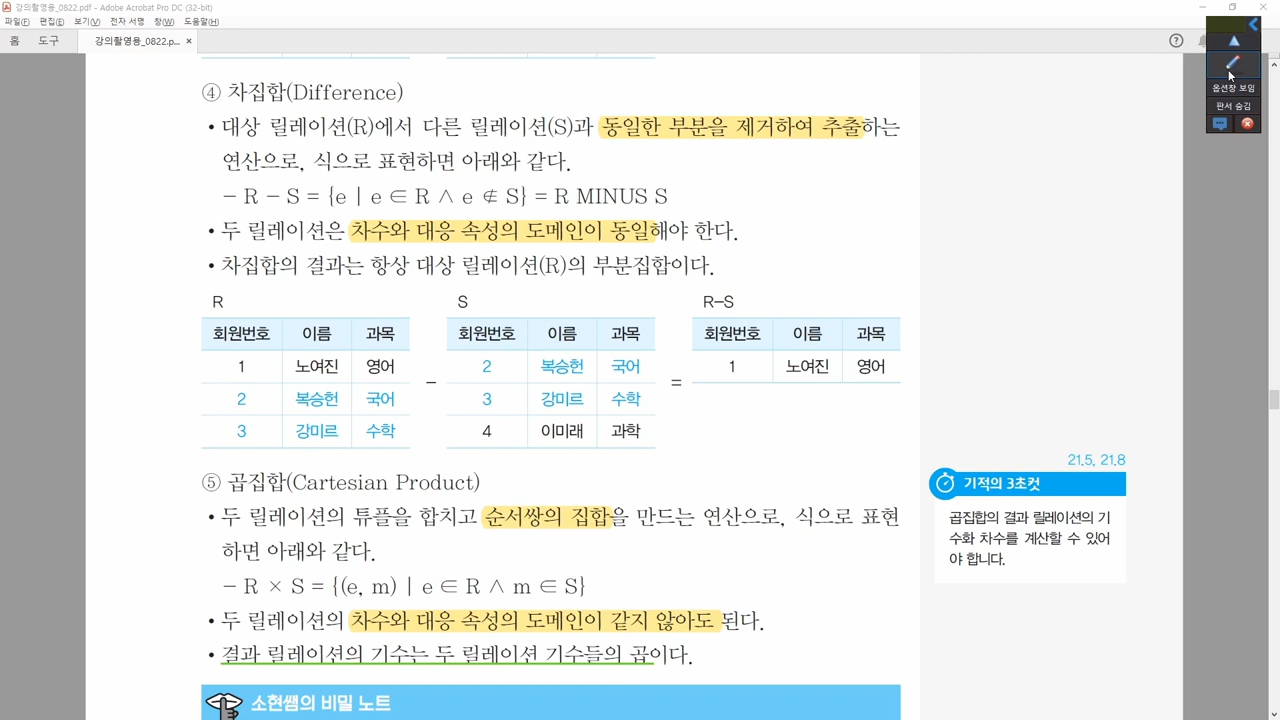 강의촬영용_0822.pdf - Adobe Acrobat Pro DC (32-bit)
파일(F) 편집(E) 보기(V) 전자 서명 창(W) 도움말(H)
홈 도구 강의촬영용_0822.p... ×
옵션창 보임
판서 숨김
④ 차집합(Difference)
• 대상 릴레이션(R)에서 다른 릴레이션(S)과 동일한 부분을 제거하여 추출하는
연산으로, 식으로 표현하면 아래와 같다.
– R – S = {e | e ∈ R ∧ e ∉ S} = R MINUS S
• 두 릴레이션은 차수와 대응 속성의 도메인이 동일해야 한다.
• 차집합의 결과는 항상 대상 릴레이션(R)의 부분집합이다.
R S R-S
회원번호 이름 과목 회원번호 이름 과목 회원번호 이름 과목
1 노여진 영어 2 복승헌 국어 1 노여진 영어
– =
2 복승헌 국어 3 강미르 수학
3 강미르 수학 4 이미래 과학
⑤ 곱집합(Cartesian Product)
• 두 릴레이션의 튜플을 합치고 순서쌍의 집합을 만드는 연산으로, 식으로 표현
하면 아래와 같다.
– R × S = {(e, m) | e ∈ R ∧ m ∈ S}
• 두 릴레이션의 차수와 대응 속성의 도메인이 같지 않아도 된다.
• 결과 릴레이션의 기수는 두 릴레이션 기수들의 곱이다.
소현쌤의 비밀 노트
21.5, 21.8
기적의 3초컷
곱집합의 결과 릴레이션의 기
수화 차수를 계산할 수 있어
야 합니다.